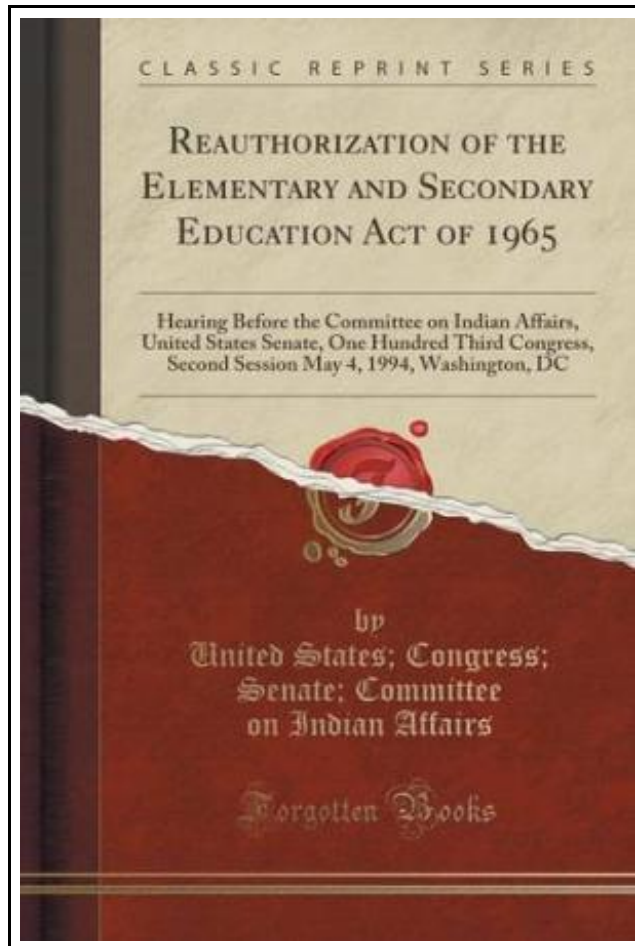 CLASSIC REPRINT SERIES
REAUTHORIZATION OF THE
ELEMENTARY AND SECONDARY
EDUCATION ACT OF 1965
Hearing Before the Committee on Indian Affairs,
United States Senate, One Hundred Third Congress,
Second Session May 4, 1994, Washington, DC
by
United States; Congress;
Senate; Committee
on Indian Affairs
Forgotten Books